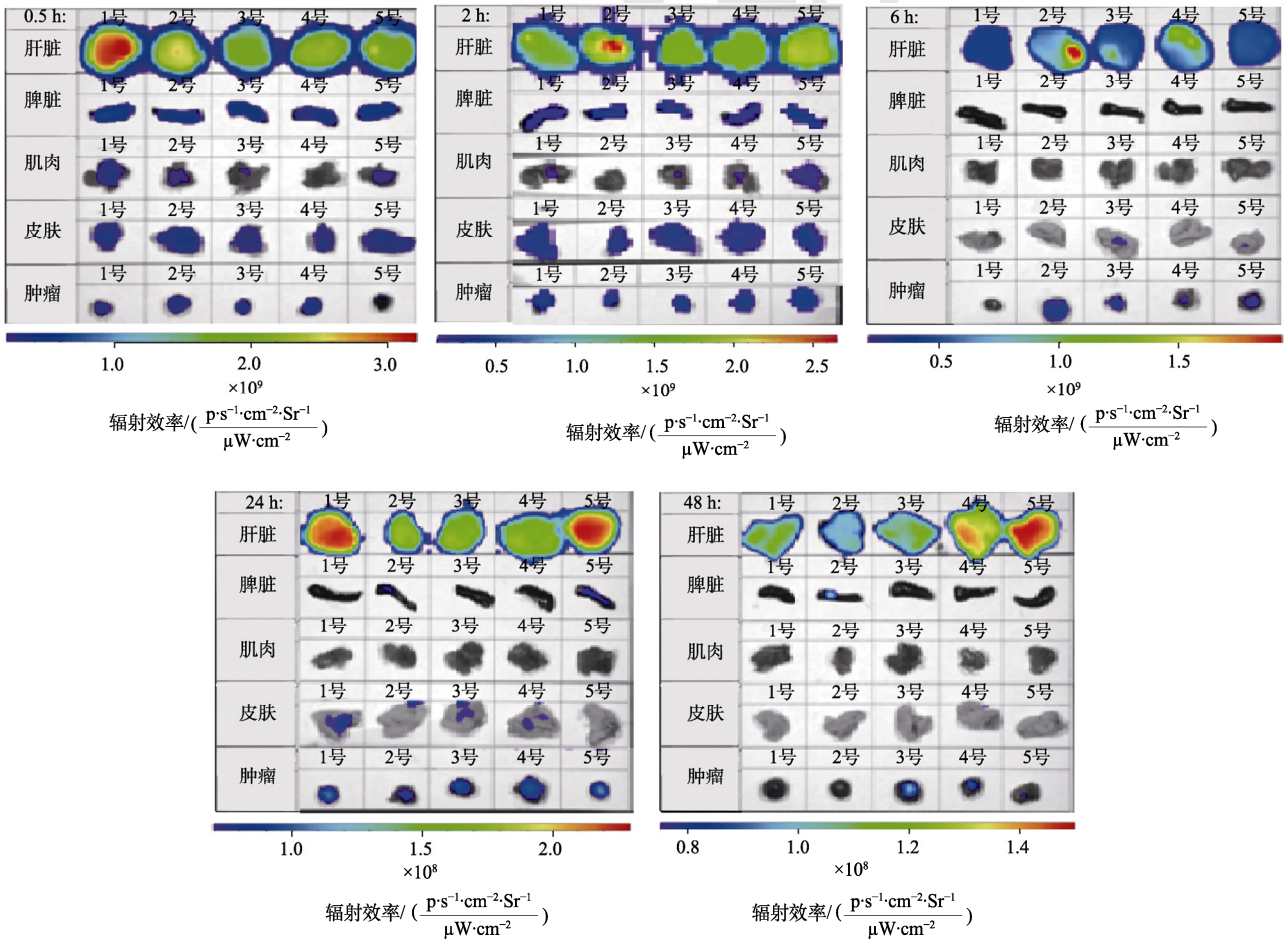 0.5 h: 1号 2号 3号 4号 5号
肝脏
1号 2号 3号 4号 5号
脾脏
1号 2号 3号 4号 5号
肌肉
1号 2号 3号 4号 5号
皮肤
1号 2号 3号 4号 5号
肿瘤
1.0 2.0 3.0
×10⁹
辐射效率/(p·s⁻¹·cm⁻²·Sr⁻¹
μW·cm⁻²)
2 h: 1号 2号 3号 4号 5号
肝脏
1号 2号 3号 4号 5号
脾脏
1号 2号 3号 4号 5号
肌肉
1号 2号 3号 4号 5号
皮肤
1号 2号 3号 4号 5号
肿瘤
0.5 1.0 1.5 2.0 2.5
×10⁹
辐射效率/(p·s⁻¹·cm⁻²·Sr⁻¹
μW·cm⁻²)
6 h: 1号 2号 3号 4号 5号
肝脏
1号 2号 3号 4号 5号
脾脏
1号 2号 3号 4号 5号
肌肉
1号 2号 3号 4号 5号
皮肤
1号 2号 3号 4号 5号
肿瘤
0.5 1.0 1.5
×10⁹
辐射效率/(p·s⁻¹·cm⁻²·Sr⁻¹
μW·cm⁻²)
24 h: 1号 2号 3号 4号 5号
肝脏
1号 2号 3号 4号 5号
脾脏
1号 2号 3号 4号 5号
肌肉
1号 2号 3号 4号 5号
皮肤
1号 2号 3号 4号 5号
肿瘤
1.0 1.5 2.0
×10⁸
辐射效率/(p·s⁻¹·cm⁻²·Sr⁻¹
μW·cm⁻²)
48 h: 1号 2号 3号 4号 5号
肝脏
1号 2号 3号 4号 5号
脾脏
1号 2号 3号 4号 5号
肌肉
1号 2号 3号 4号 5号
皮肤
1号 2号 3号 4号 5号
肿瘤
0.8 1.0 1.2 1.4
×10⁸
辐射效率/(p·s⁻¹·cm⁻²·Sr⁻¹
μW·cm⁻²)